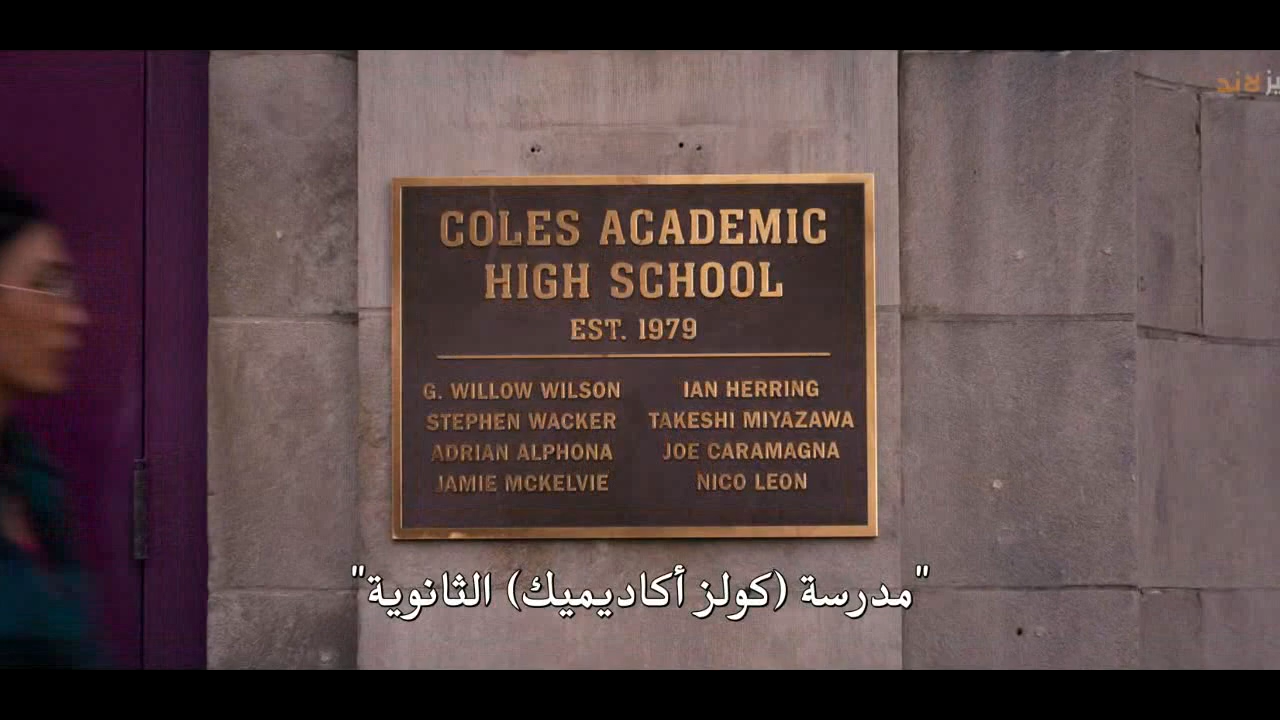 COLES ACADEMIC
HIGH SCHOOL
EST. 1979
G. WILLOW WILSON
STEPHEN WACKER
ADRIAN ALPHONA
JAMIE MCKELVIE
IAN HERRING
TAKESHI MIYAZAWA
JOE CARAMAGNA
NICO LEON
"مدرسة (كولز أكاديميك) الثانوية"